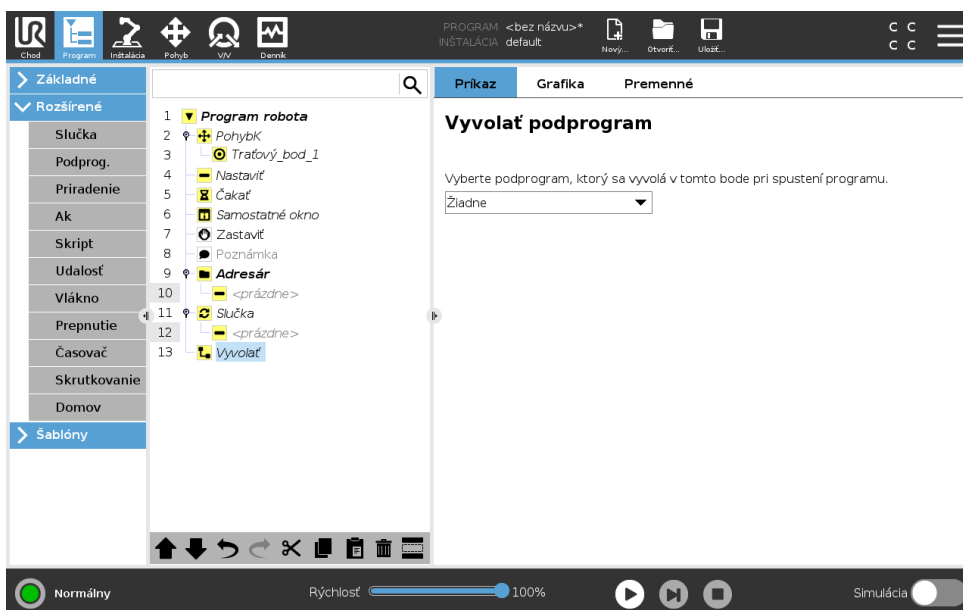 Chod Program Inštalácia Pohyb V/V Denník
PROGRAM <bez názvu>*
INŠTALÁCIA default
Nový... Otvoriť... Uložiť...
C C
C C
Základné
Rozšírené
Slučka
Podprog.
Priradenie
Ak
Skript
Udalosť
Vlákno
Prepnutie
Časovač
Skrutkovanie
Domov
Šablóny
1 Program robota
2 PohybK
3 Traťový_bod_1
4 Nastaviť
5 Čakať
6 Samostatné okno
7 Zastaviť
8 Poznámka
9 Adresár
10 <prázdne>
11 Slučka
12 <prázdne>
13 Vyvolať
Príkaz Grafika Premenné
Vyvolať podprogram
Vyberte podprogram, ktorý sa vyvolá v tomto bode pri spustení programu.
Žiadne
Normálny
Rýchlosť 100%
Simulácia